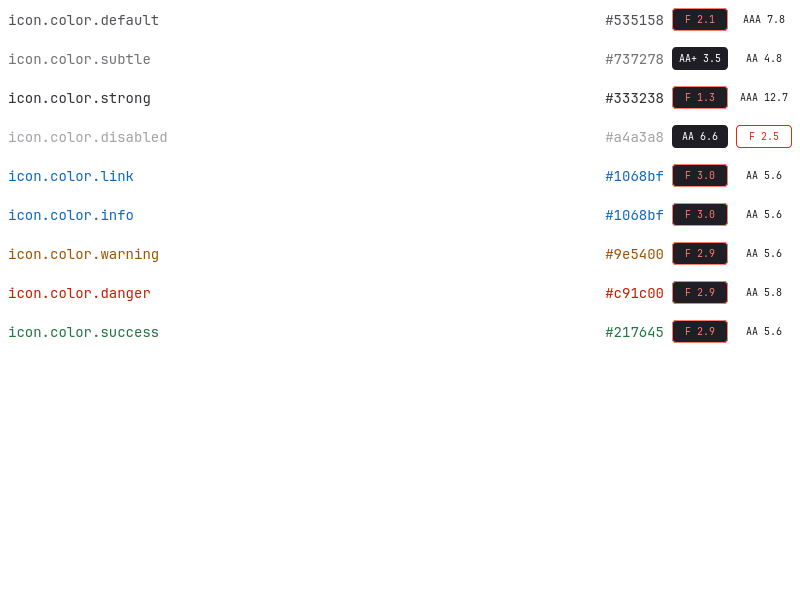 icon.color.default #535158 F 2.1 AAA 7.8
icon.color.subtle #737278 AA+ 3.5 AA 4.8
icon.color.strong #333238 F 1.3 AAA 12.7
icon.color.disabled #a4a3a8 AA 6.6 F 2.5
icon.color.link #1068bf F 3.0 AA 5.6
icon.color.info #1068bf F 3.0 AA 5.6
icon.color.warning #9e5400 F 2.9 AA 5.6
icon.color.danger #c91c00 F 2.9 AA 5.8
icon.color.success #217645 F 2.9 AA 5.6